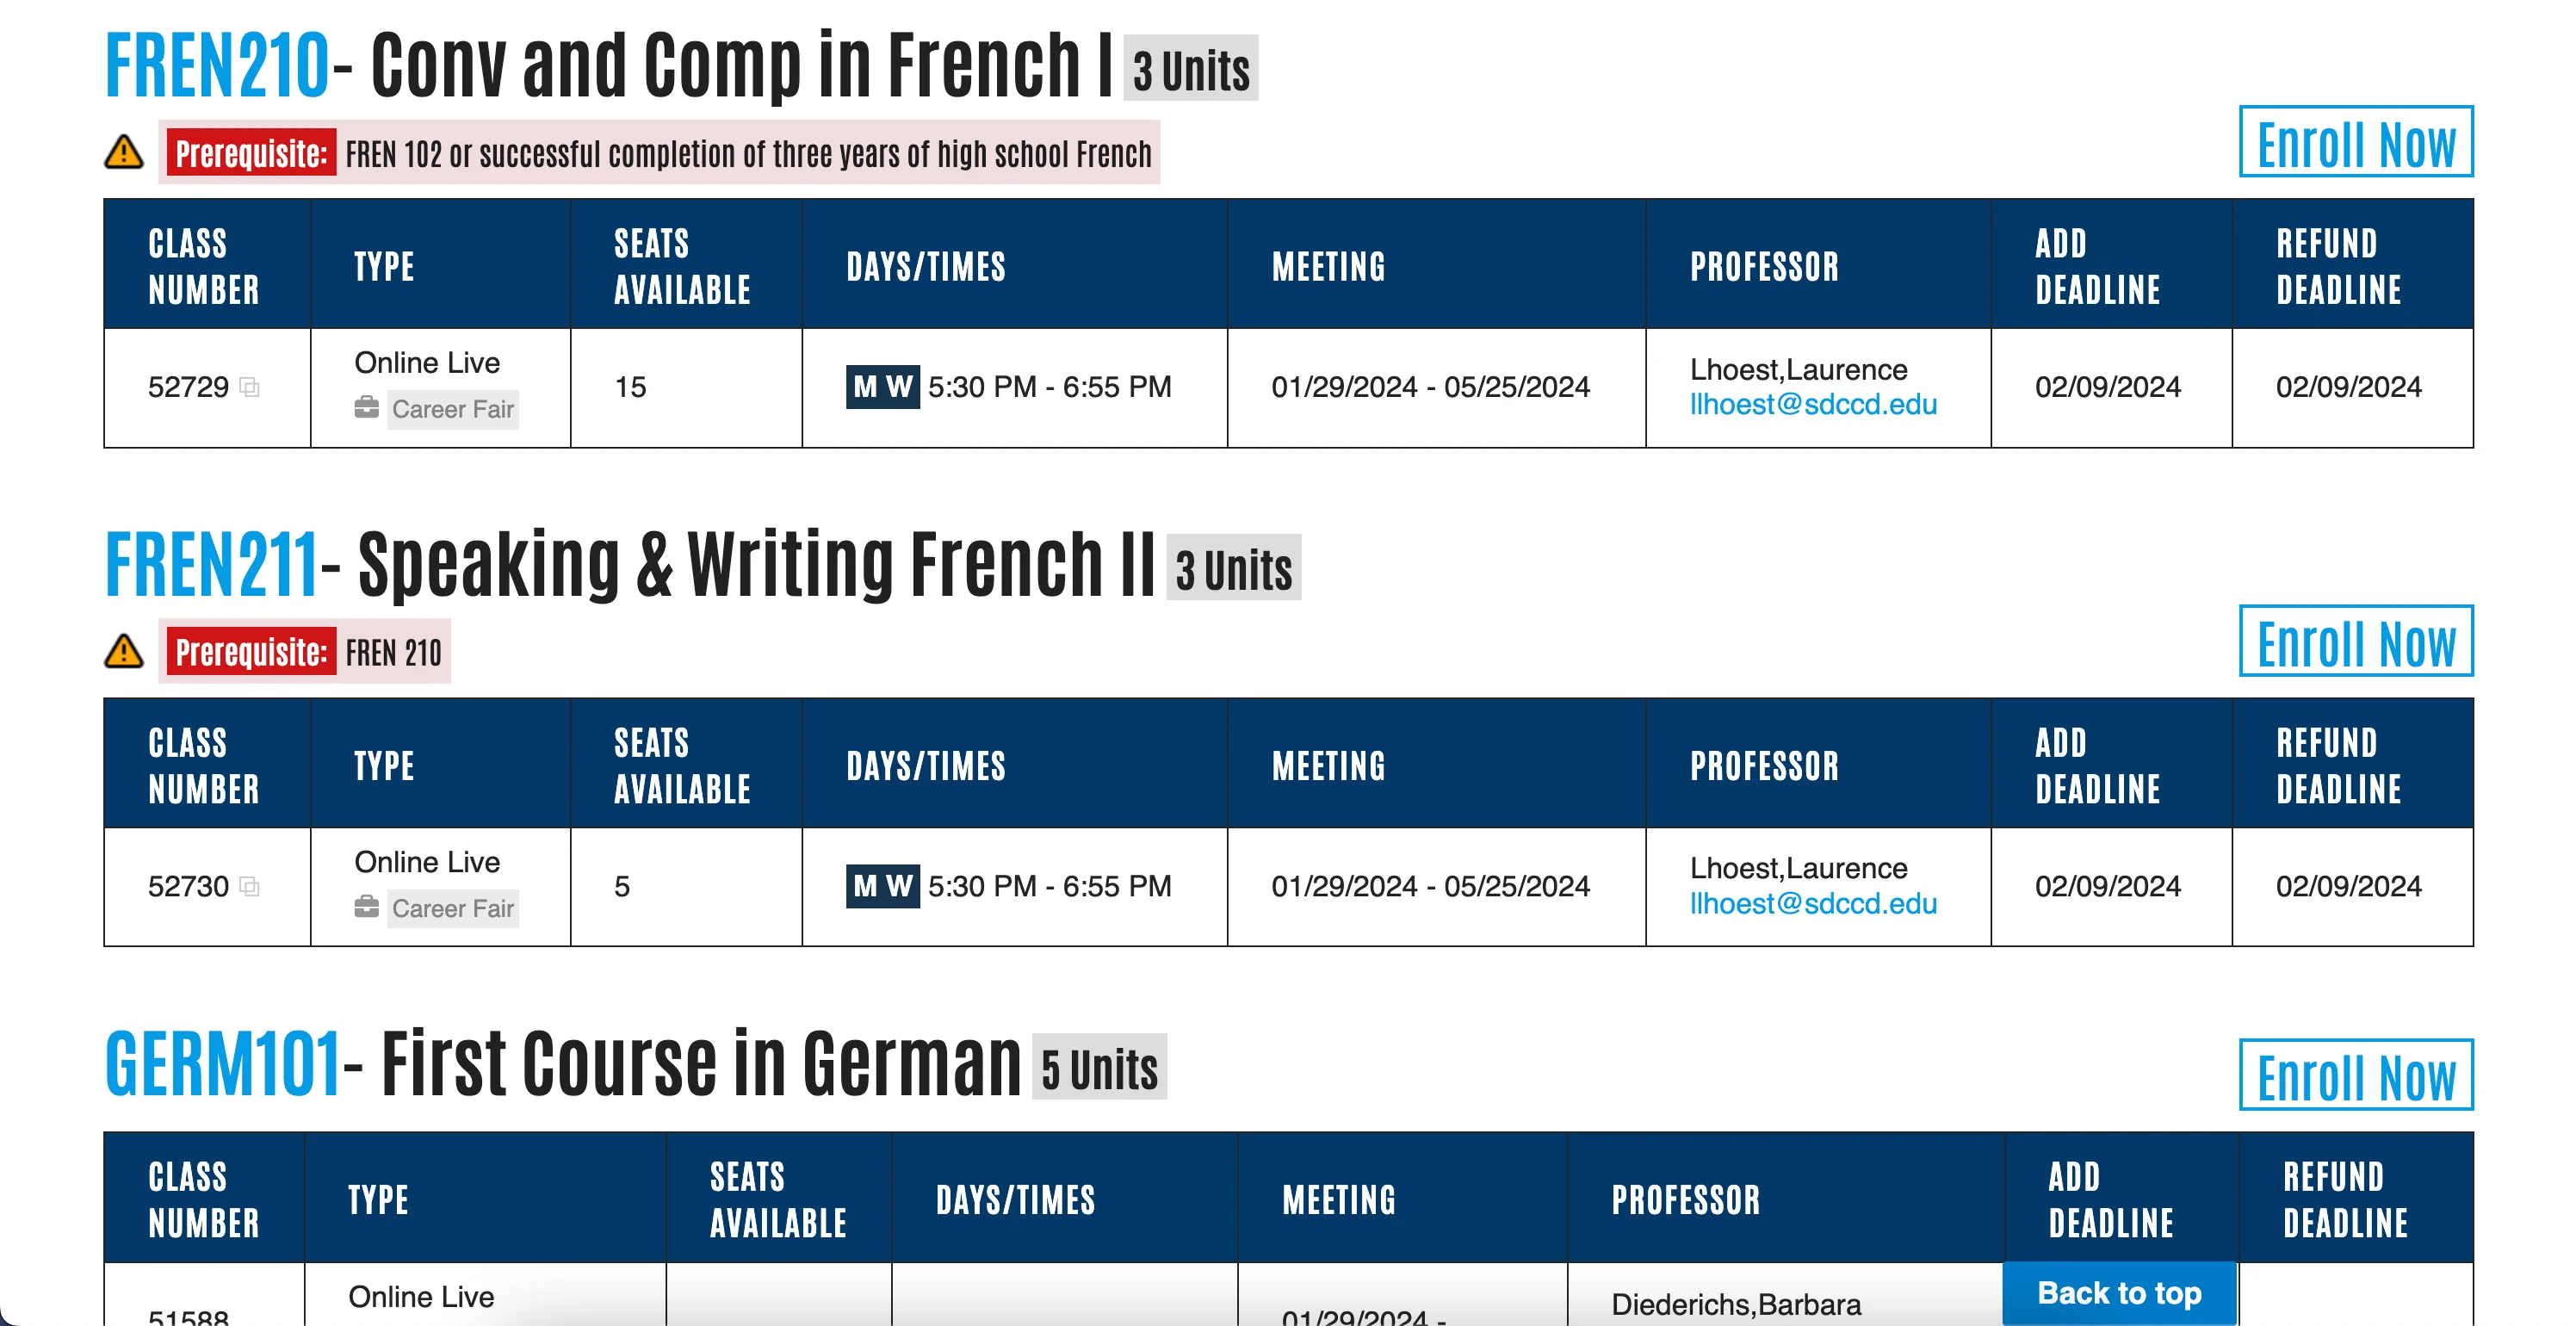 FREN210- Conv and Comp in French I 3 Units
Prerequisite: FREN 102 or successful completion of three years of high school French
Enroll Now
CLASS NUMBER TYPE SEATS AVAILABLE DAYS/TIMES MEETING PROFESSOR ADD DEADLINE REFUND DEADLINE
52729 Online Live Career Fair 15 M W 5:30 PM - 6:55 PM 01/29/2024 - 05/25/2024 Lhoest,Laurence llhoest@sdccd.edu 02/09/2024 02/09/2024
FREN211- Speaking & Writing French II 3 Units
Prerequisite: FREN 210
Enroll Now
CLASS NUMBER TYPE SEATS AVAILABLE DAYS/TIMES MEETING PROFESSOR ADD DEADLINE REFUND DEADLINE
52730 Online Live Career Fair 5 M W 5:30 PM - 6:55 PM 01/29/2024 - 05/25/2024 Lhoest,Laurence llhoest@sdccd.edu 02/09/2024 02/09/2024
GERM101- First Course in German 5 Units
Enroll Now
CLASS NUMBER TYPE SEATS AVAILABLE DAYS/TIMES MEETING PROFESSOR ADD DEADLINE REFUND DEADLINE
51588 Online Live 01/29/2024 - Diederichs,Barbara
Back to top